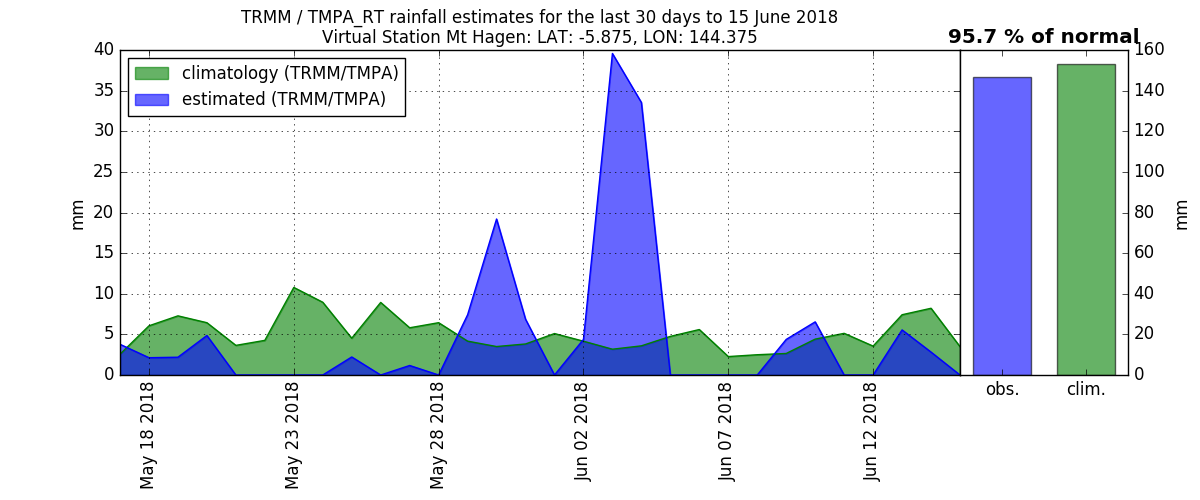 TRMM / TMPA_RT rainfall estimates for the last 30 days to 15 June 2018
Virtual Station Mt Hagen: LAT: -5.875, LON: 144.375
95.7 % of normal
climatology (TRMM/TMPA)
estimated (TRMM/TMPA)
40
35
30
25
20
15
10
5
0
mm
160
140
120
100
80
60
40
20
0
mm
May 18 2018
May 23 2018
May 28 2018
Jun 02 2018
Jun 07 2018
Jun 12 2018
obs.
clim.